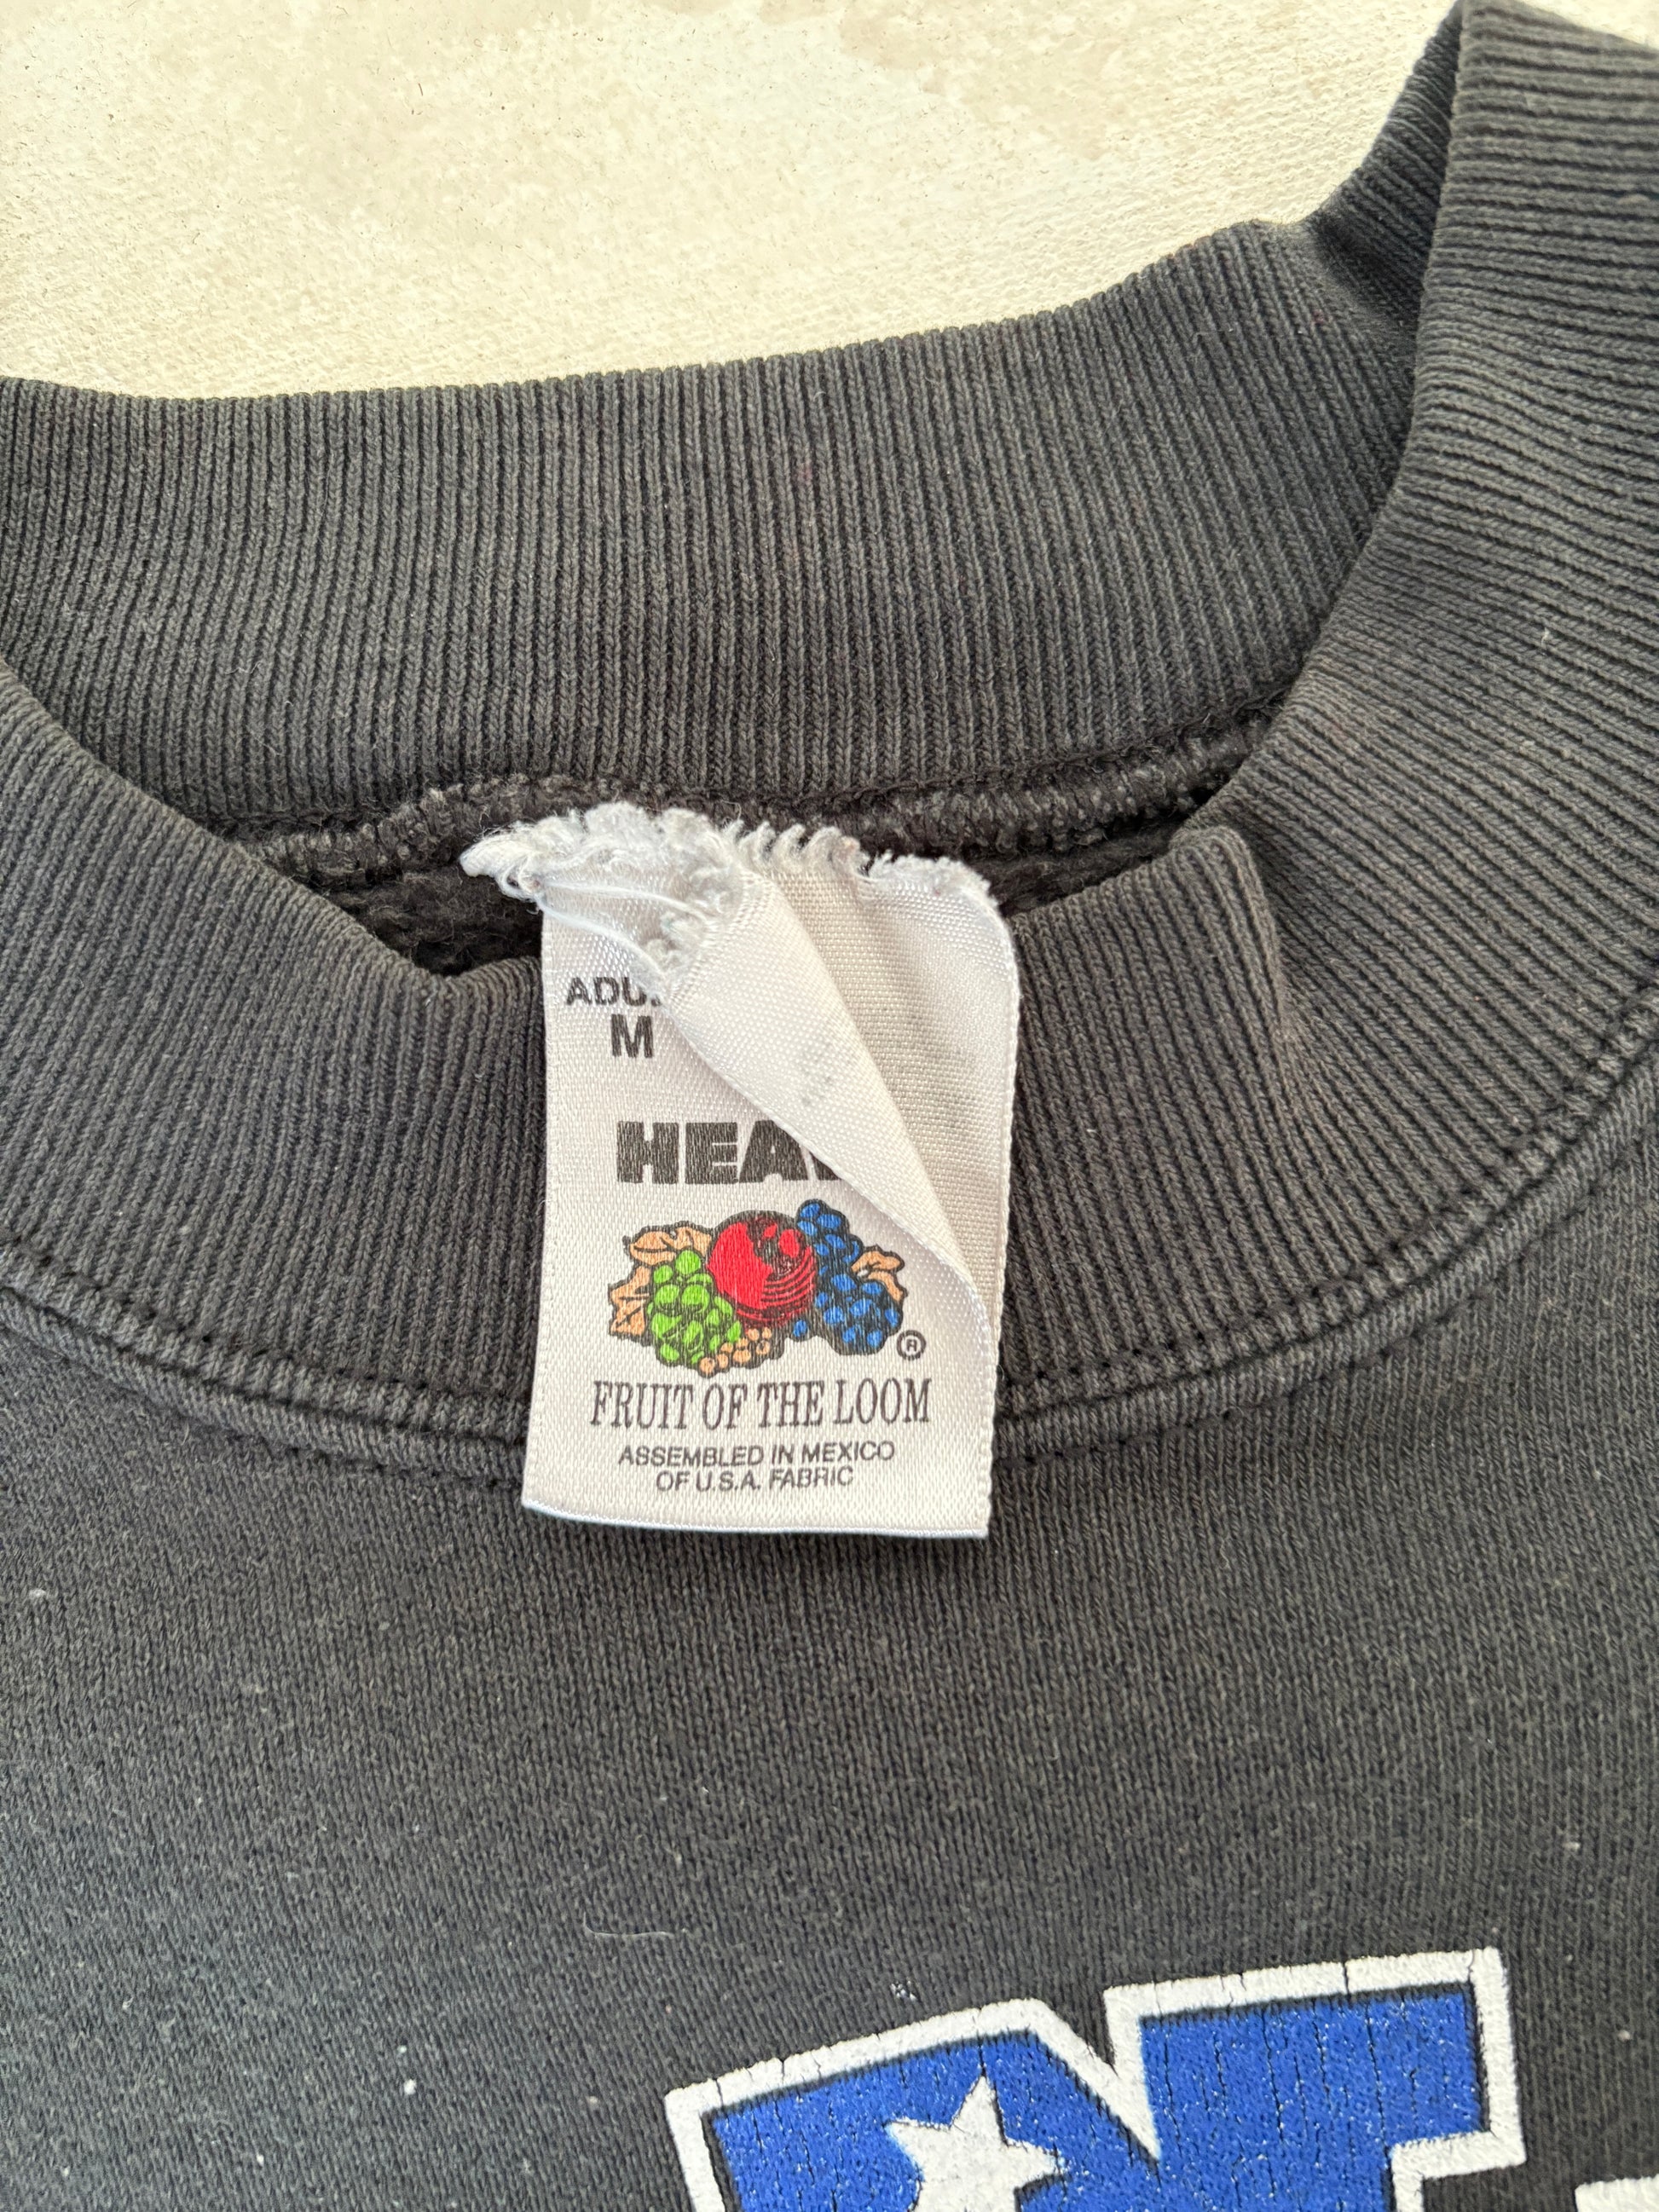 M
®
FRUIT OF THE LOOM
ASSEMBLED IN MEXICO
OF U.S.A. FABRIC
N